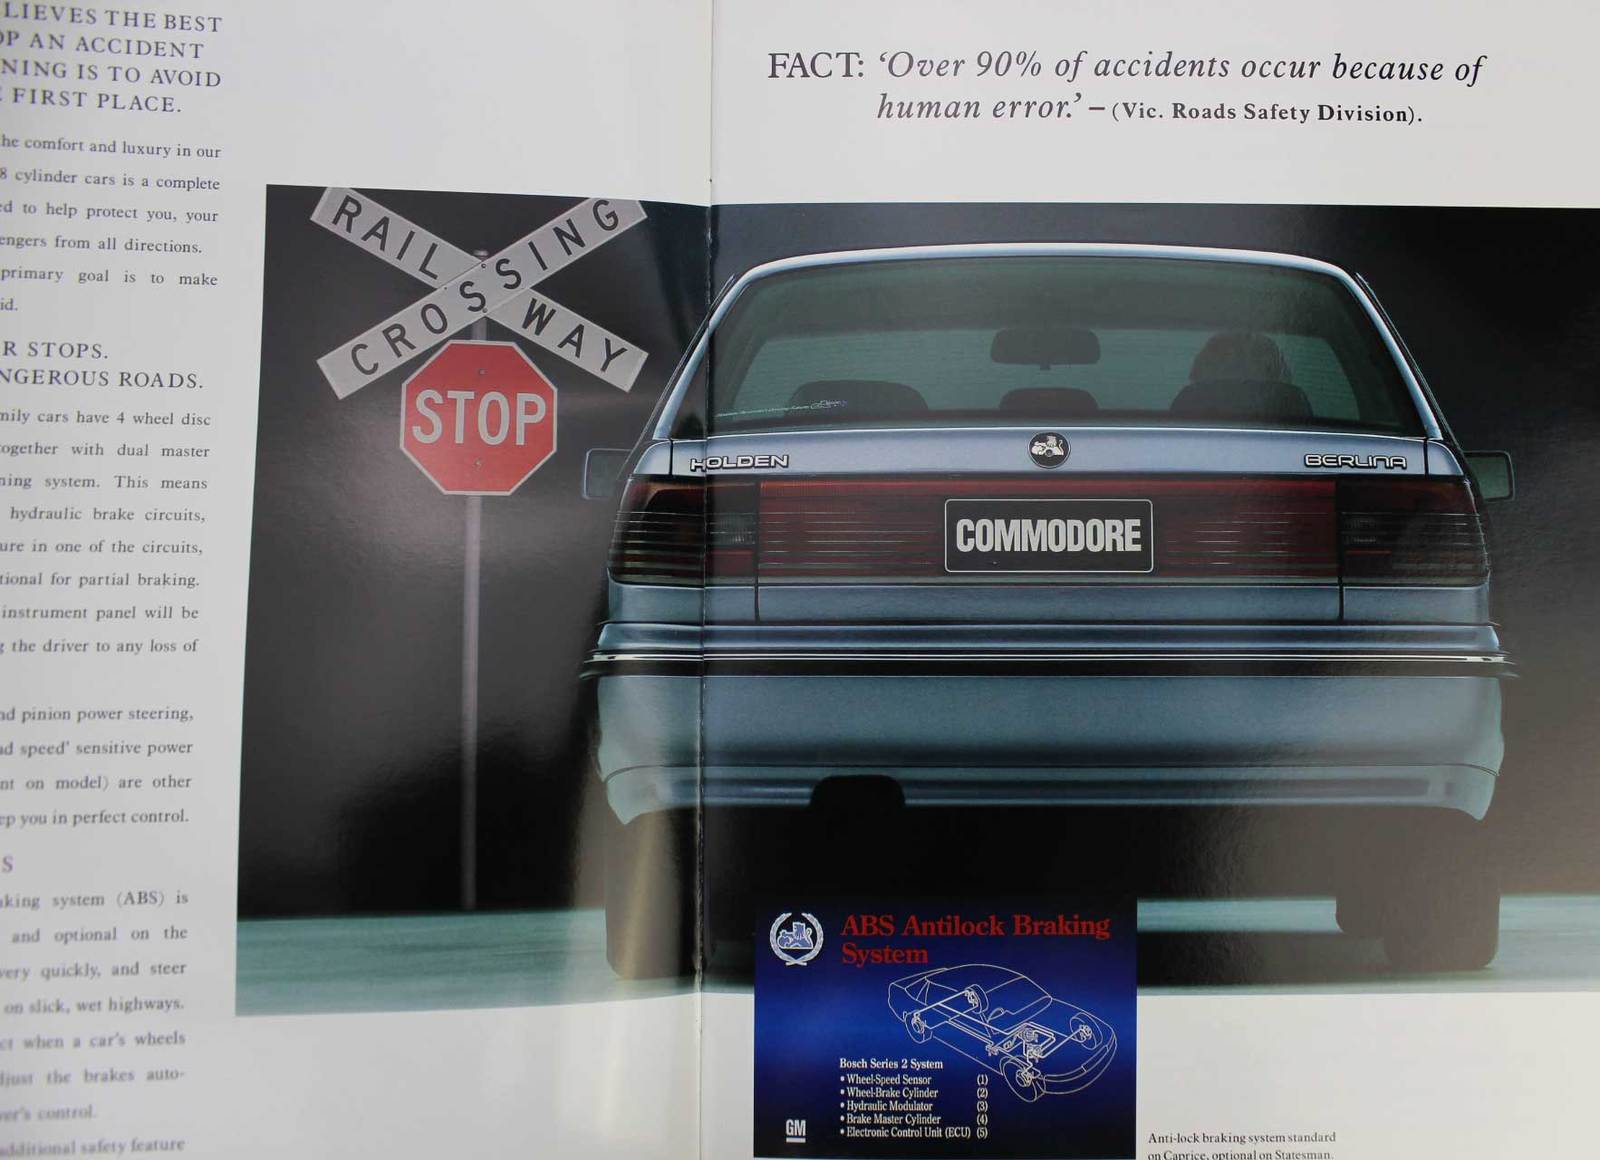 LIEVES THE BEST
OP AN ACCIDENT
NING IS TO AVOID
E FIRST PLACE.
he comfort and luxury in our
8 cylinder cars is a complete
ed to help protect you, your
engers from all directions.
primary goal is to make
id.
R STOPS.
NGEROUS ROADS.
mily cars have 4 wheel disc
ogether with dual master
ning system. This means
hydraulic brake circuits,
ure in one of the circuits,
tional for partial braking.
instrument panel will be
g the driver to any loss of
nd pinion power steering,
ad speed' sensitive power
nt on model) are other
ep you in perfect control.
S
aking system (ABS) is
and optional on the
very quickly, and steer
on slick, wet highways.
ct when a car's wheels
djust the brakes auto-
ver's control.
additional safety feature
FACT: ‘Over 90% of accidents occur because of
human error.’ – (Vic. Roads Safety Division).
RAILWAY
CROSSING
STOP
HOLDEN
BERLINA
COMMODORE
ABS Antilock Braking
System
Bosch Series 2 System
• Wheel-Speed Sensor (1)
• Wheel-Brake Cylinder (2)
• Hydraulic Modulator (3)
• Brake Master Cylinder (4)
• Electronic Control Unit (ECU) (5)
GM
Anti-lock braking system standard
on Caprice, optional on Statesman.